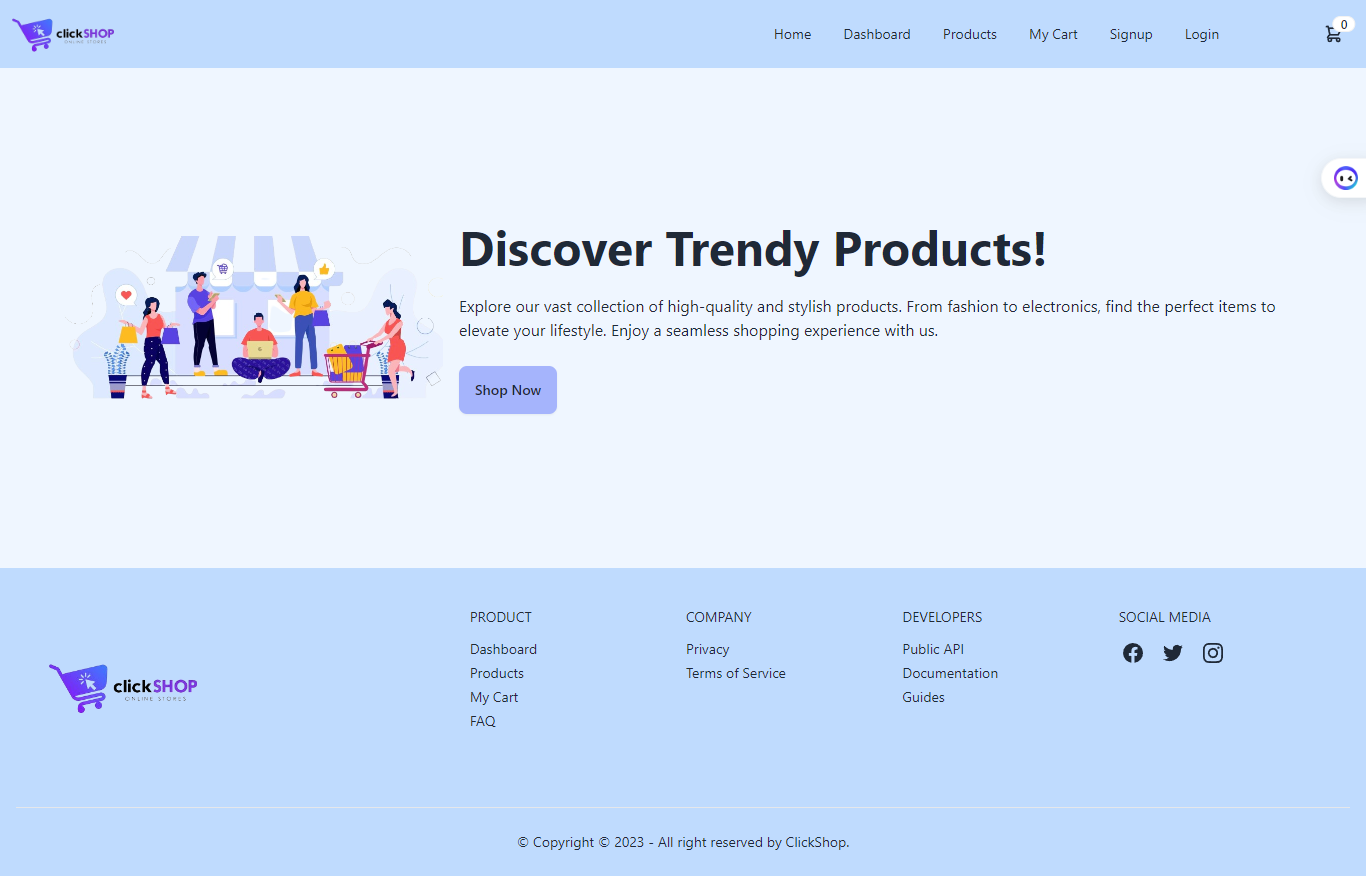 clickSHOP
ONLINE STORES
Home Dashboard Products My Cart Signup Login
0
Discover Trendy Products!
Explore our vast collection of high-quality and stylish products. From fashion to electronics, find the perfect items to
elevate your lifestyle. Enjoy a seamless shopping experience with us.
Shop Now
clickSHOP
ONLINE STORES
PRODUCT
Dashboard
Products
My Cart
FAQ
COMPANY
Privacy
Terms of Service
DEVELOPERS
Public API
Documentation
Guides
SOCIAL MEDIA
© Copyright © 2023 - All right reserved by ClickShop.